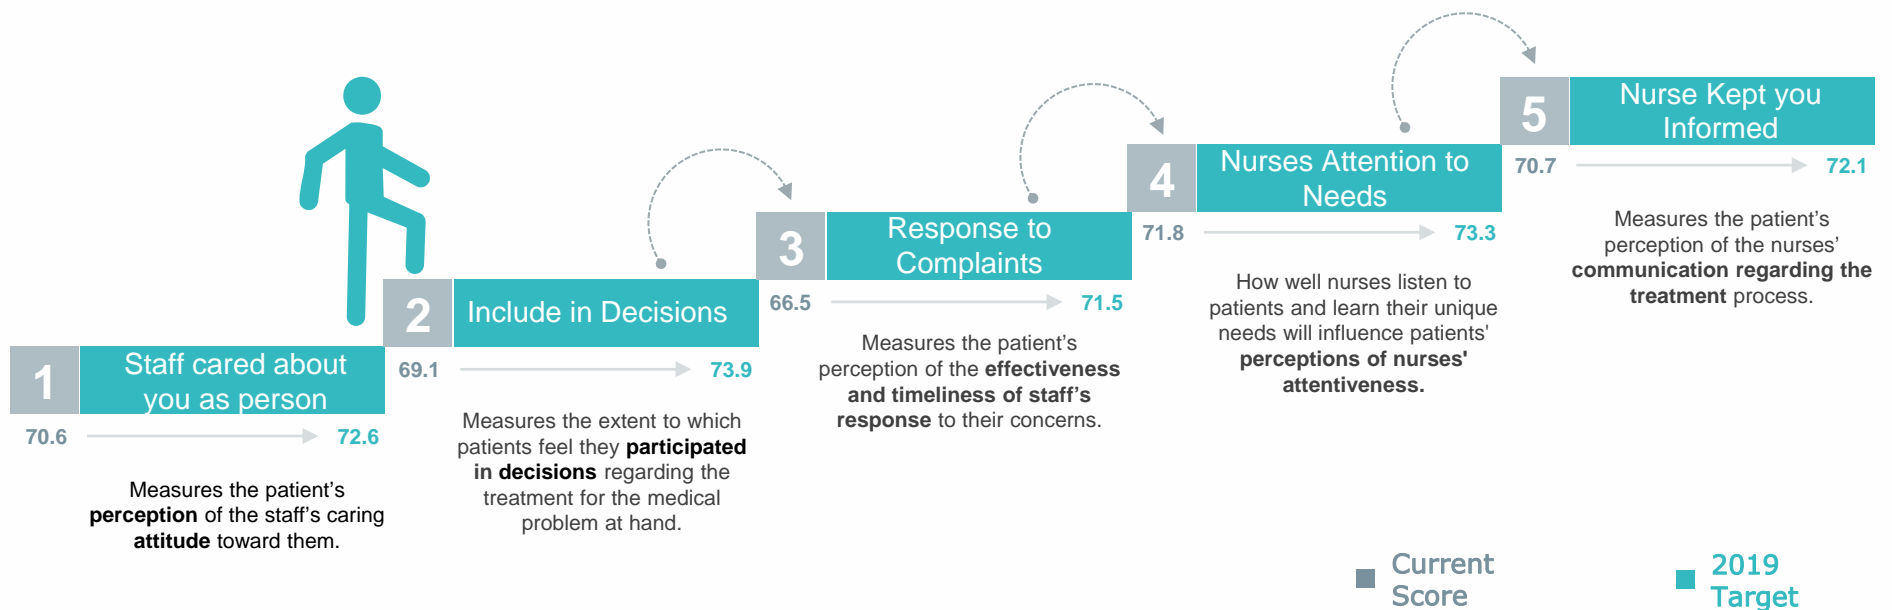 1
Staff cared about
you as person
70.6
72.6
Measures the patient’s
perception of the staff’s caring
attitude toward them.
2
Include in Decisions
69.1
73.9
Measures the extent to which
patients feel they participated
in decisions regarding the
treatment for the medical
problem at hand.
3
Response to
Complaints
66.5
71.5
Measures the patient’s
perception of the effectiveness
and timeliness of staff’s
response to their concerns.
4
Nurses Attention to
Needs
71.8
73.3
How well nurses listen to
patients and learn their unique
needs will influence patients'
perceptions of nurses'
attentiveness.
5
Nurse Kept you
Informed
70.7
72.1
Measures the patient’s
perception of the nurses’
communication regarding the
treatment process.
Current
Score
2019
Target